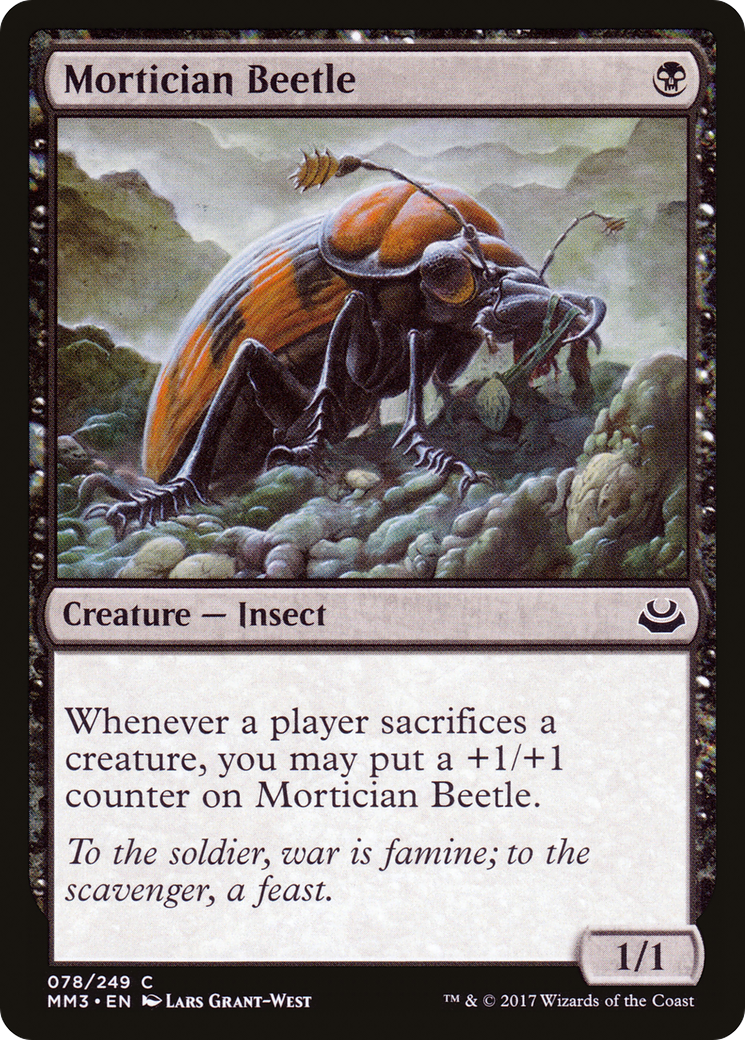 Mortician Beetle
Creature — Insect
Whenever a player sacrifices a
creature, you may put a +1/+1
counter on Mortician Beetle.
To the soldier, war is famine; to the
scavenger, a feast.
1/1
078/249 C
MM3 • EN Lars Grant-West
™ & © 2017 Wizards of the Coast